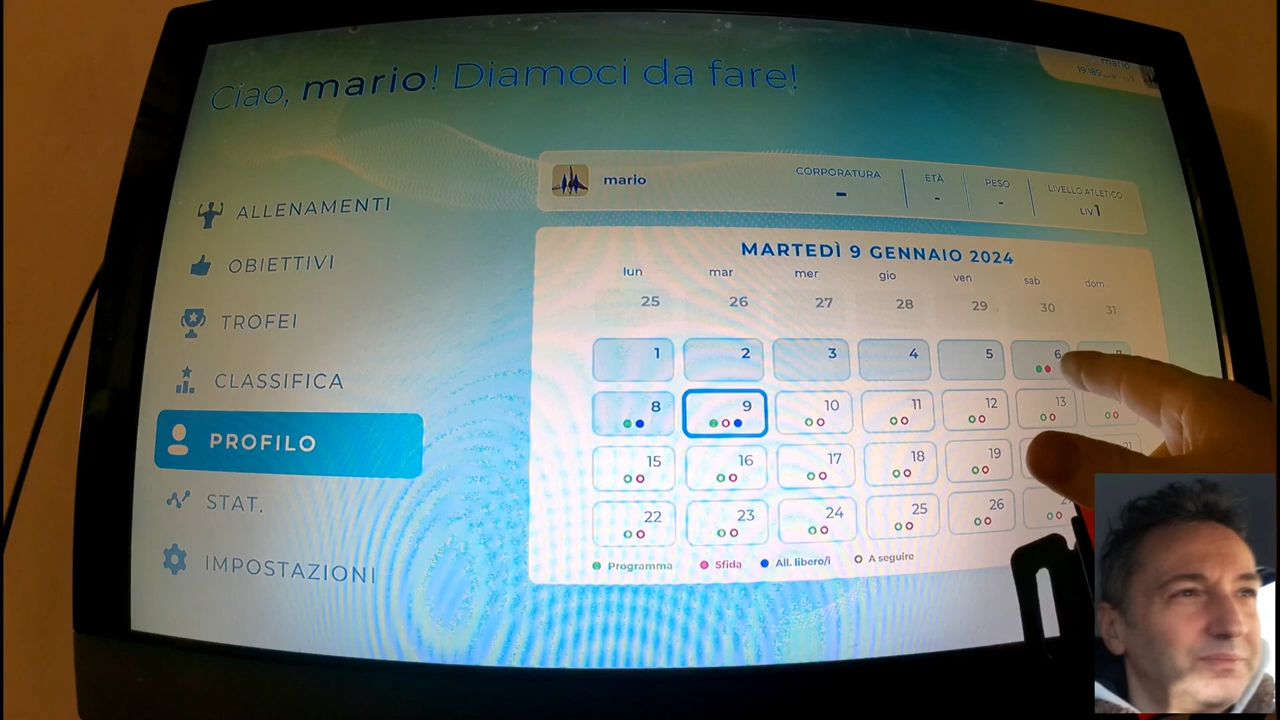 Ciao, mario! Diamoci da fare!
mario
ALLENAMENTI
OBIETTIVI
TROFEI
CLASSIFICA
PROFILO
STAT.
IMPOSTAZIONI
mario
CORPORATURA
-
ETÀ
-
PESO
-
LIVELLO ATLETICO
LIV 1
MARTEDÌ 9 GENNAIO 2024
lun mar mer gio ven sab dom
25 26 27 28 29 30 31
1 2 3 4 5 6
8 9 10 11 12 13
15 16 17 18 19
22 23 24 25 26
Programma Sfida All. libero/i A seguire